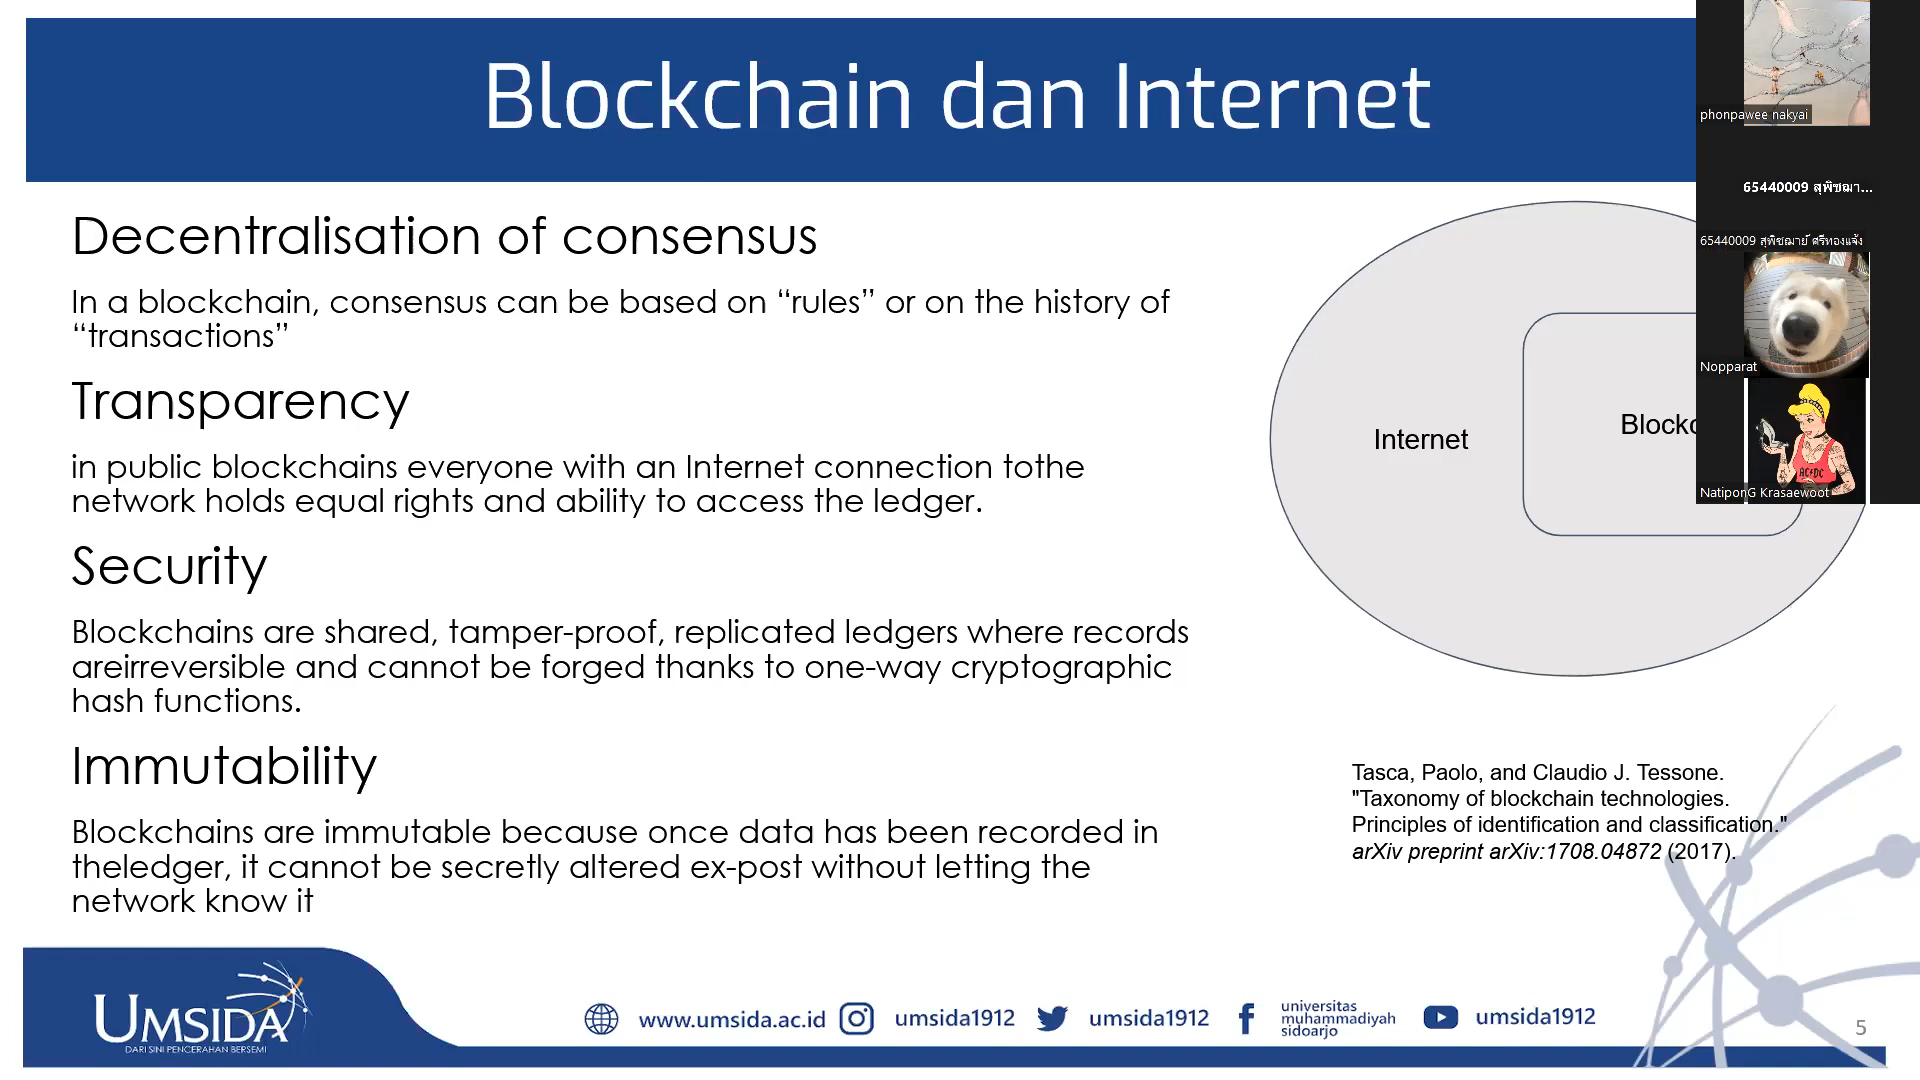 Blockchain dan Internet
Decentralisation of consensus
In a blockchain, consensus can be based on “rules” or on the history of
“transactions”
Transparency
in public blockchains everyone with an Internet connection tothe
network holds equal rights and ability to access the ledger.
Security
Blockchains are shared, tamper-proof, replicated ledgers where records
areirreversible and cannot be forged thanks to one-way cryptographic
hash functions.
Immutability
Blockchains are immutable because once data has been recorded in
theledger, it cannot be secretly altered ex-post without letting the
network know it
Internet
Blockc
Tasca, Paolo, and Claudio J. Tessone.
"Taxonomy of blockchain technologies.
Principles of identification and classification."
arXiv preprint arXiv:1708.04872 (2017).
phonpawee nakyai
65440009 สุพิชฌา...
65440009 สุพิชฌาย์ ศรีทองแจ้ง
Nopparat
AC DC
NatiponG Krasaewoot
UMSIDA
DARI SINI PENCERAHAN BERSEMI
www.umsida.ac.id
umsida1912
umsida1912
universitas
muhammadiyah
sidoarjo
umsida1912
5